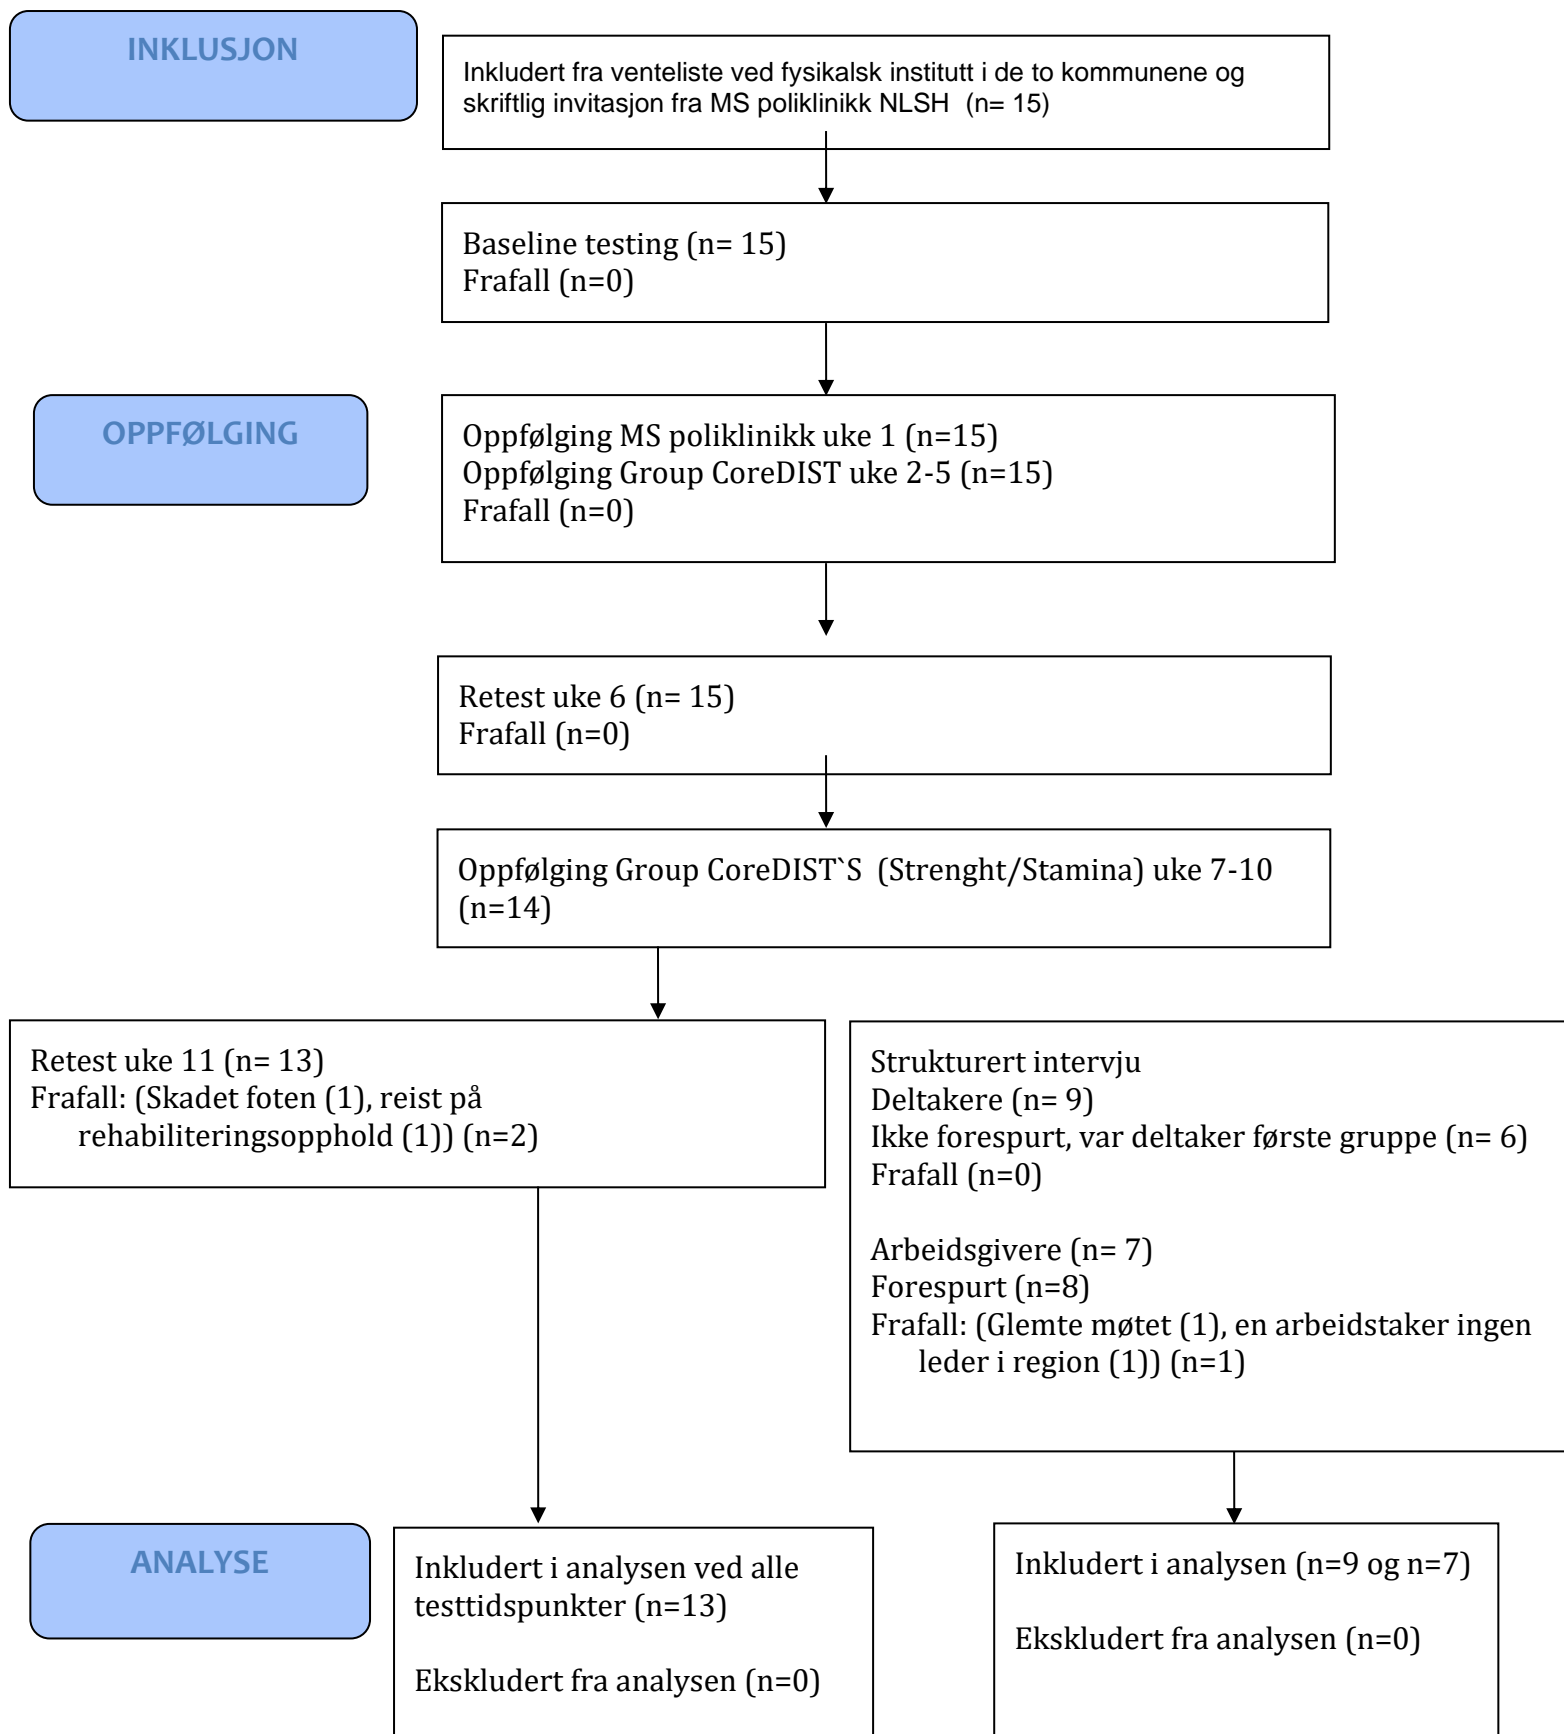 INKLUSJON
Inkludert fra venteliste ved fysikalsk institutt i de to kommunene og
skriftlig invitasjon fra MS poliklinikk NLSH (n= 15)
Baseline testing (n= 15)
Frafall (n=0)
OPPFØLGING
Oppfølging MS poliklinikk uke 1 (n=15)
Oppfølging Group CoreDIST uke 2-5 (n=15)
Frafall (n=0)
Retest uke 6 (n= 15)
Frafall (n=0)
Oppfølging Group CoreDIST`S (Strenght/Stamina) uke 7-10
(n=14)
Retest uke 11 (n= 13)
Frafall: (Skadet foten (1), reist på
rehabiliteringsopphold (1)) (n=2)
Strukturert intervju
Deltakere (n= 9)
Ikke forespurt, var deltaker første gruppe (n= 6)
Frafall (n=0)
Arbeidsgivere (n= 7)
Forespurt (n=8)
Frafall: (Glemte møtet (1), en arbeidstaker ingen
leder i region (1)) (n=1)
ANALYSE
Inkludert i analysen ved alle
testtidspunkter (n=13)
Ekskludert fra analysen (n=0)
Inkludert i analysen (n=9 og n=7)
Ekskludert fra analysen (n=0)